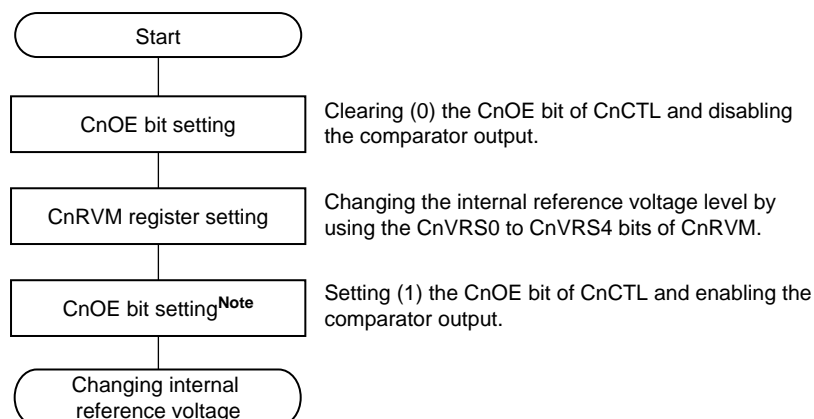 Start
CnOE bit setting
Clearing (0) the CnOE bit of CnCTL and disabling
the comparator output.
CnRVM register setting
Changing the internal reference voltage level by
using the CnVRS0 to CnVRS4 bits of CnRVM.
CnOE bit settingNote
Setting (1) the CnOE bit of CnCTL and enabling the
comparator output.
Changing internal
reference voltage